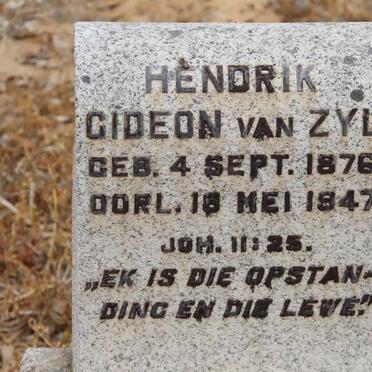 HENDRIK
GIDEON VAN ZYL
GEB. 4 SEPT. 1876
OORL. 18 MEI 1947
JOH. 11:25.
„EK IS DIE OPSTAN-
DING EN DIE LEWE."